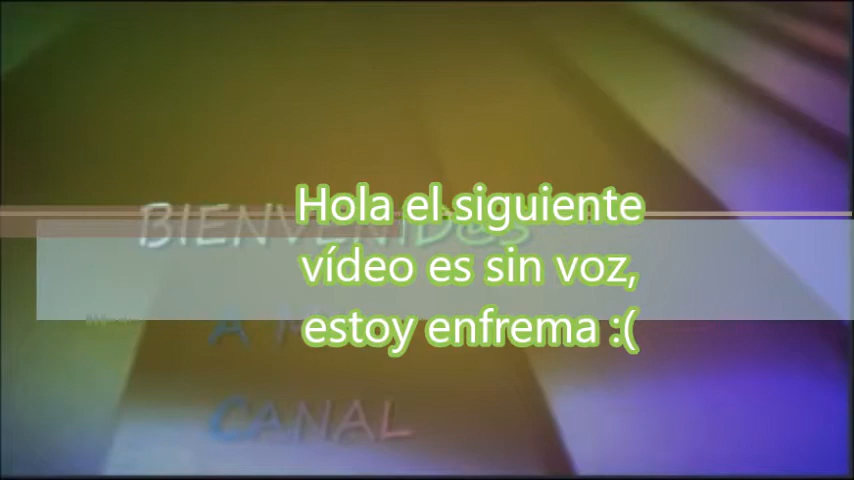 Hola el siguiente
vídeo es sin voz,
estoy enfrema :(
BIENVENID@S
A
CANAL